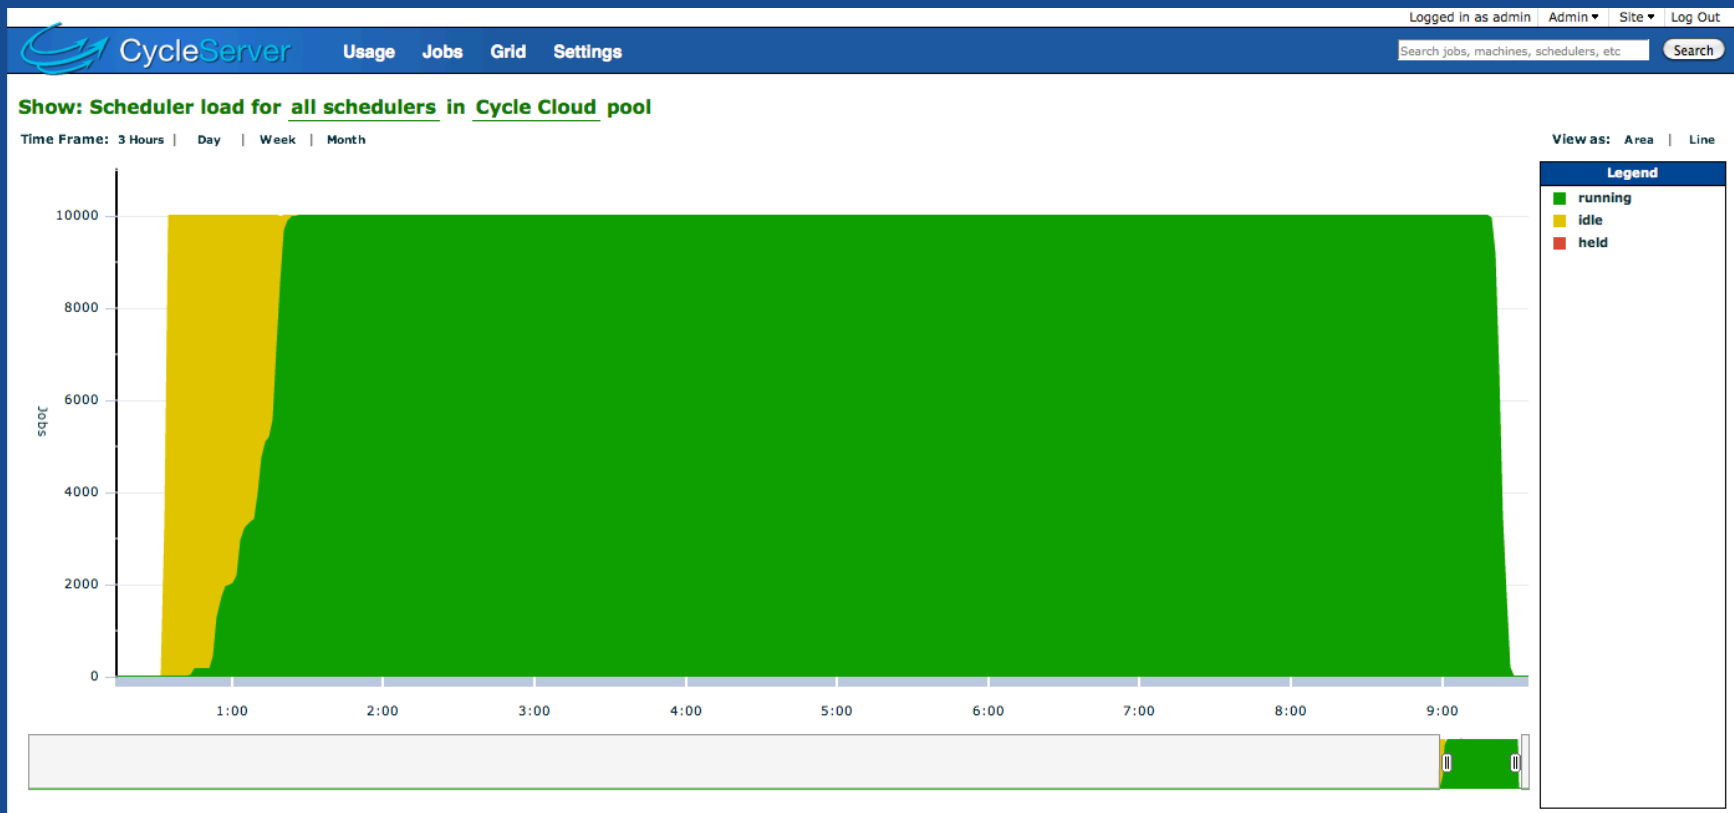 Logged in as admin Admin ▾ Site ▾ Log Out
CycleServer Usage Jobs Grid Settings Search jobs, machines, schedulers, etc Search
Show: Scheduler load for all schedulers in Cycle Cloud pool
Time Frame: 3 Hours | Day | Week | Month View as: Area | Line
Legend
running
idle
held
10000
8000
6000
4000
2000
0
Jobs
1:00 2:00 3:00 4:00 5:00 6:00 7:00 8:00 9:00